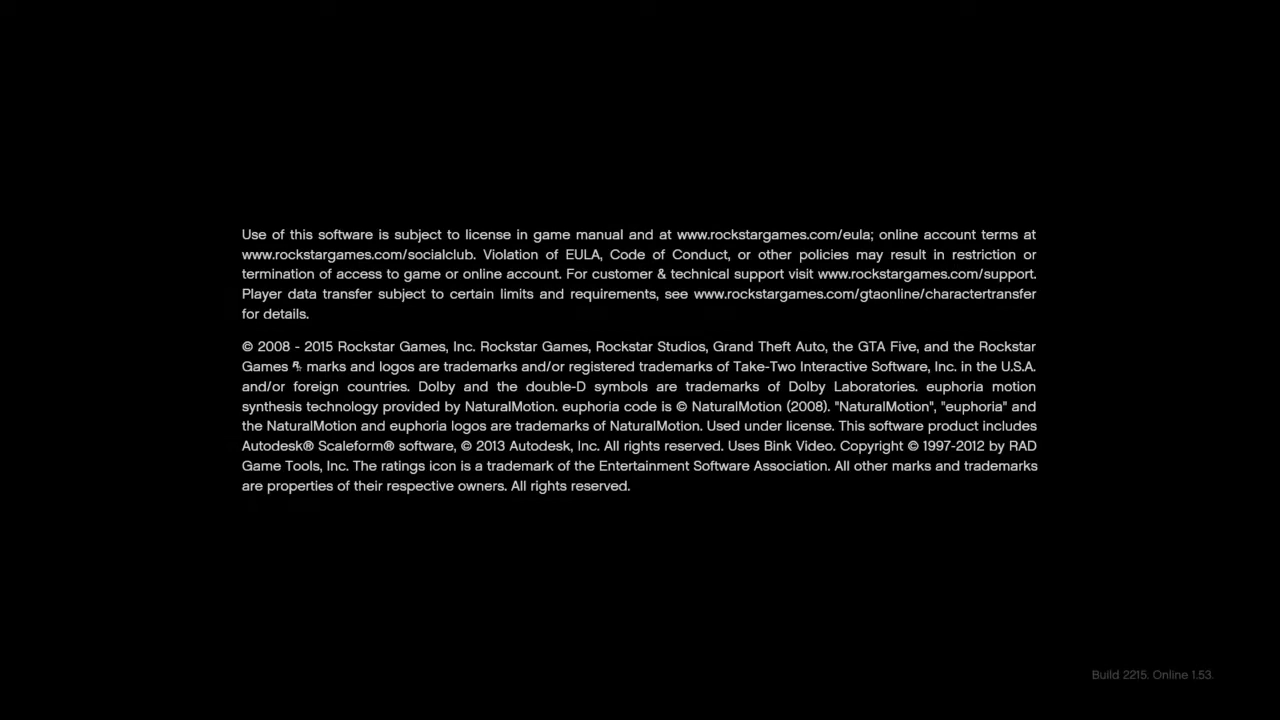 Use of this software is subject to license in game manual and at www.rockstargames.com/eula; online account terms at
www.rockstargames.com/socialclub. Violation of EULA, Code of Conduct, or other policies may result in restriction or
termination of access to game or online account. For customer & technical support visit www.rockstargames.com/support.
Player data transfer subject to certain limits and requirements, see www.rockstargames.com/gtaonline/charactertransfer
for details.
© 2008 - 2015 Rockstar Games, Inc. Rockstar Games, Rockstar Studios, Grand Theft Auto, the GTA Five, and the Rockstar
Games R* marks and logos are trademarks and/or registered trademarks of Take-Two Interactive Software, Inc. in the U.S.A.
and/or foreign countries. Dolby and the double-D symbols are trademarks of Dolby Laboratories. euphoria motion
synthesis technology provided by NaturalMotion. euphoria code is © NaturalMotion (2008). "NaturalMotion", "euphoria" and
the NaturalMotion and euphoria logos are trademarks of NaturalMotion. Used under license. This software product includes
Autodesk® Scaleform® software, © 2013 Autodesk, Inc. All rights reserved. Uses Bink Video. Copyright © 1997-2012 by RAD
Game Tools, Inc. The ratings icon is a trademark of the Entertainment Software Association. All other marks and trademarks
are properties of their respective owners. All rights reserved.
Build 2215. Online 1.53.